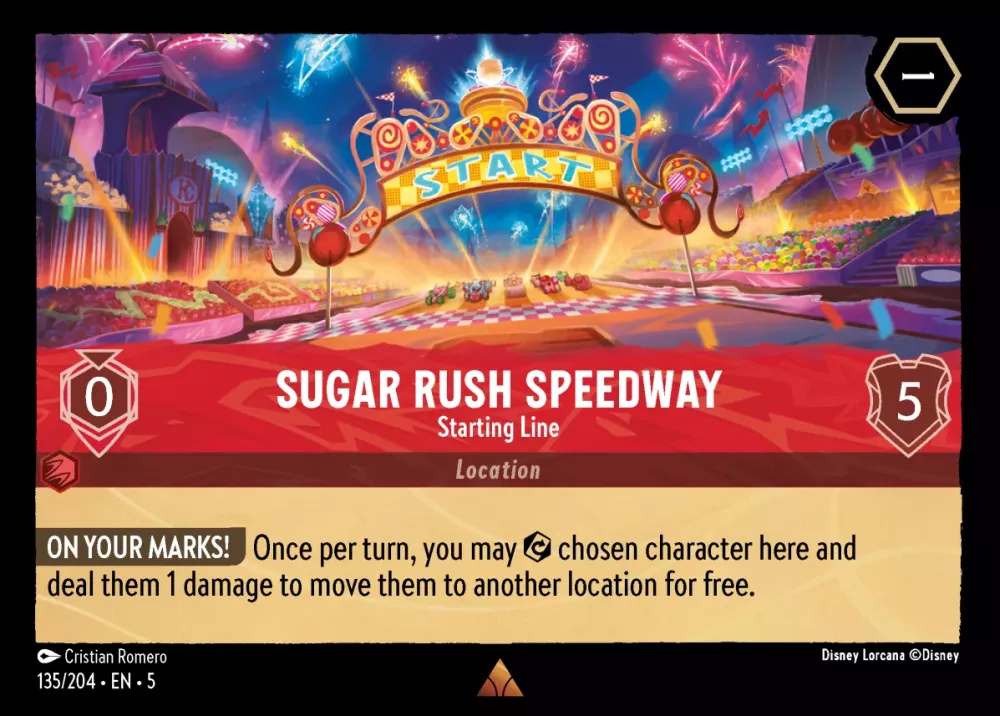 1
START
0
SUGAR RUSH SPEEDWAY
5
Starting Line
Location
ON YOUR MARKS! Once per turn, you may chosen character here and
deal them 1 damage to move them to another location for free.
Cristian Romero
Disney Lorcana ©Disney
135/204 • EN • 5